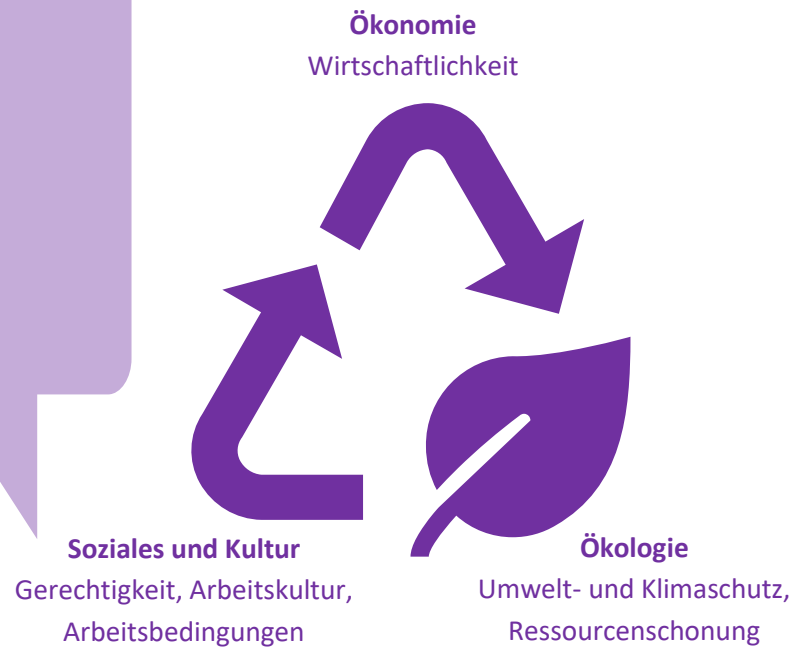 Ökonomie
Wirtschaftlichkeit
Soziales und Kultur
Gerechtigkeit, Arbeitskultur,
Arbeitsbedingungen
Ökologie
Umwelt- und Klimaschutz,
Ressourcenschonung